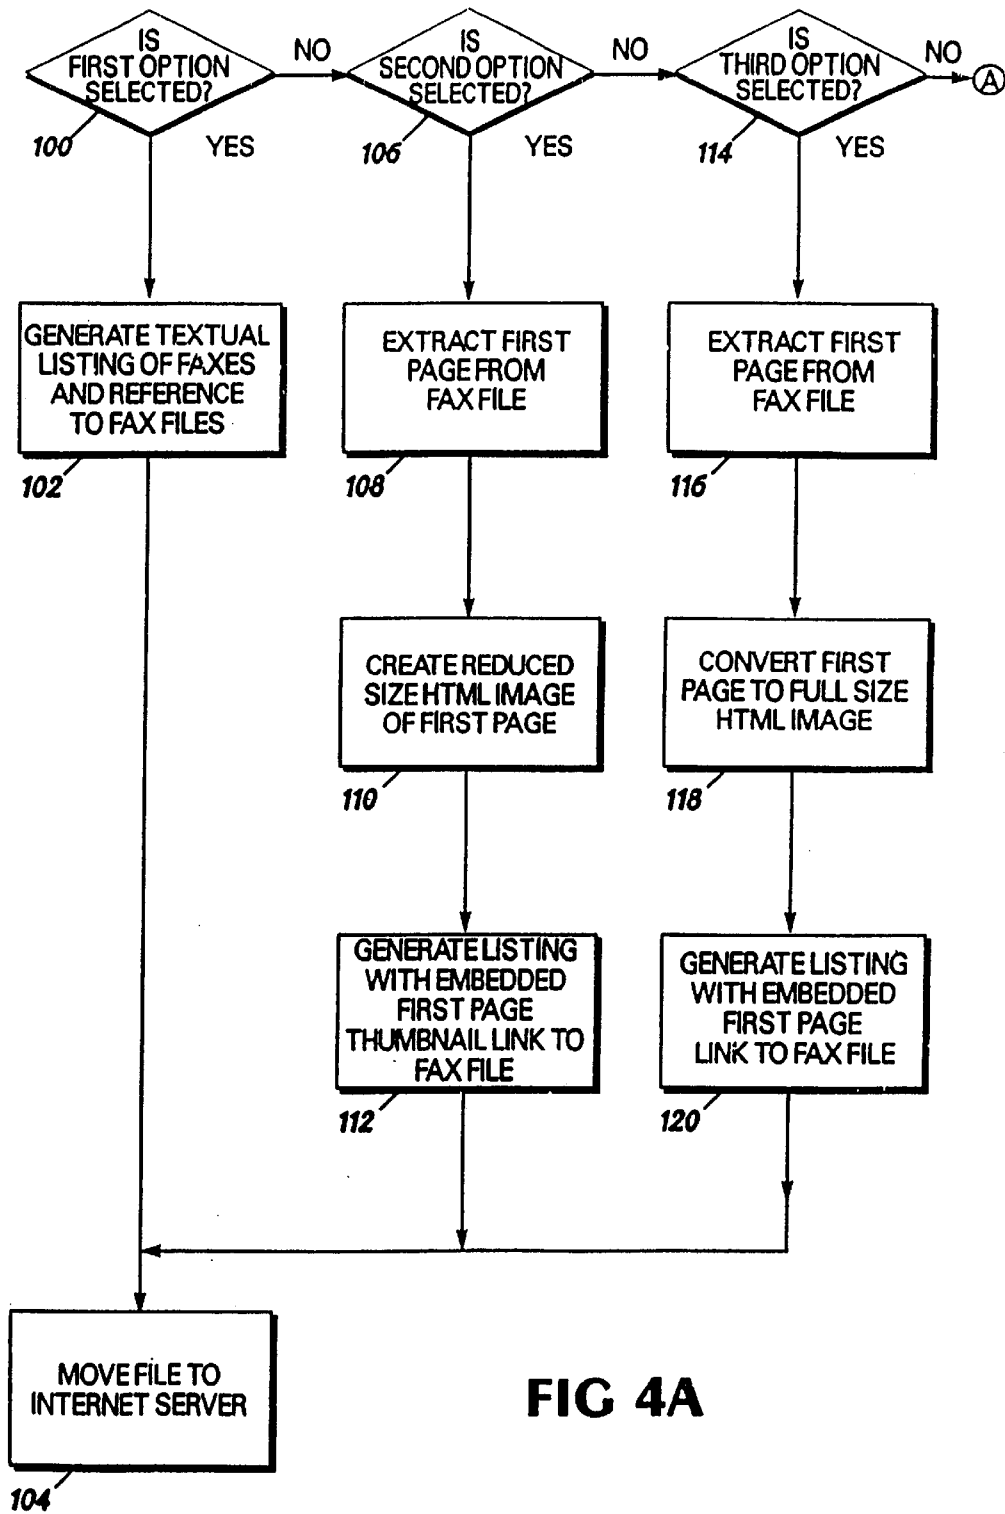 IS
FIRST OPTION
SELECTED?
100
NO
YES
IS
SECOND OPTION
SELECTED?
106
NO
YES
IS
THIRD OPTION
SELECTED?
114
NO
YES
A
GENERATE TEXTUAL
LISTING OF FAXES
AND REFERENCE
TO FAX FILES
102
EXTRACT FIRST
PAGE FROM
FAX FILE
108
EXTRACT FIRST
PAGE FROM
FAX FILE
116
CREATE REDUCED
SIZE HTML IMAGE
OF FIRST PAGE
110
CONVERT FIRST
PAGE TO FULL SIZE
HTML IMAGE
118
GENERATE LISTING
WITH EMBEDDED
FIRST PAGE
THUMBNAIL LINK TO
FAX FILE
112
GENERATE LISTING
WITH EMBEDDED
FIRST PAGE
LINK TO FAX FILE
120
MOVE FILE TO
INTERNET SERVER
104
FIG 4A